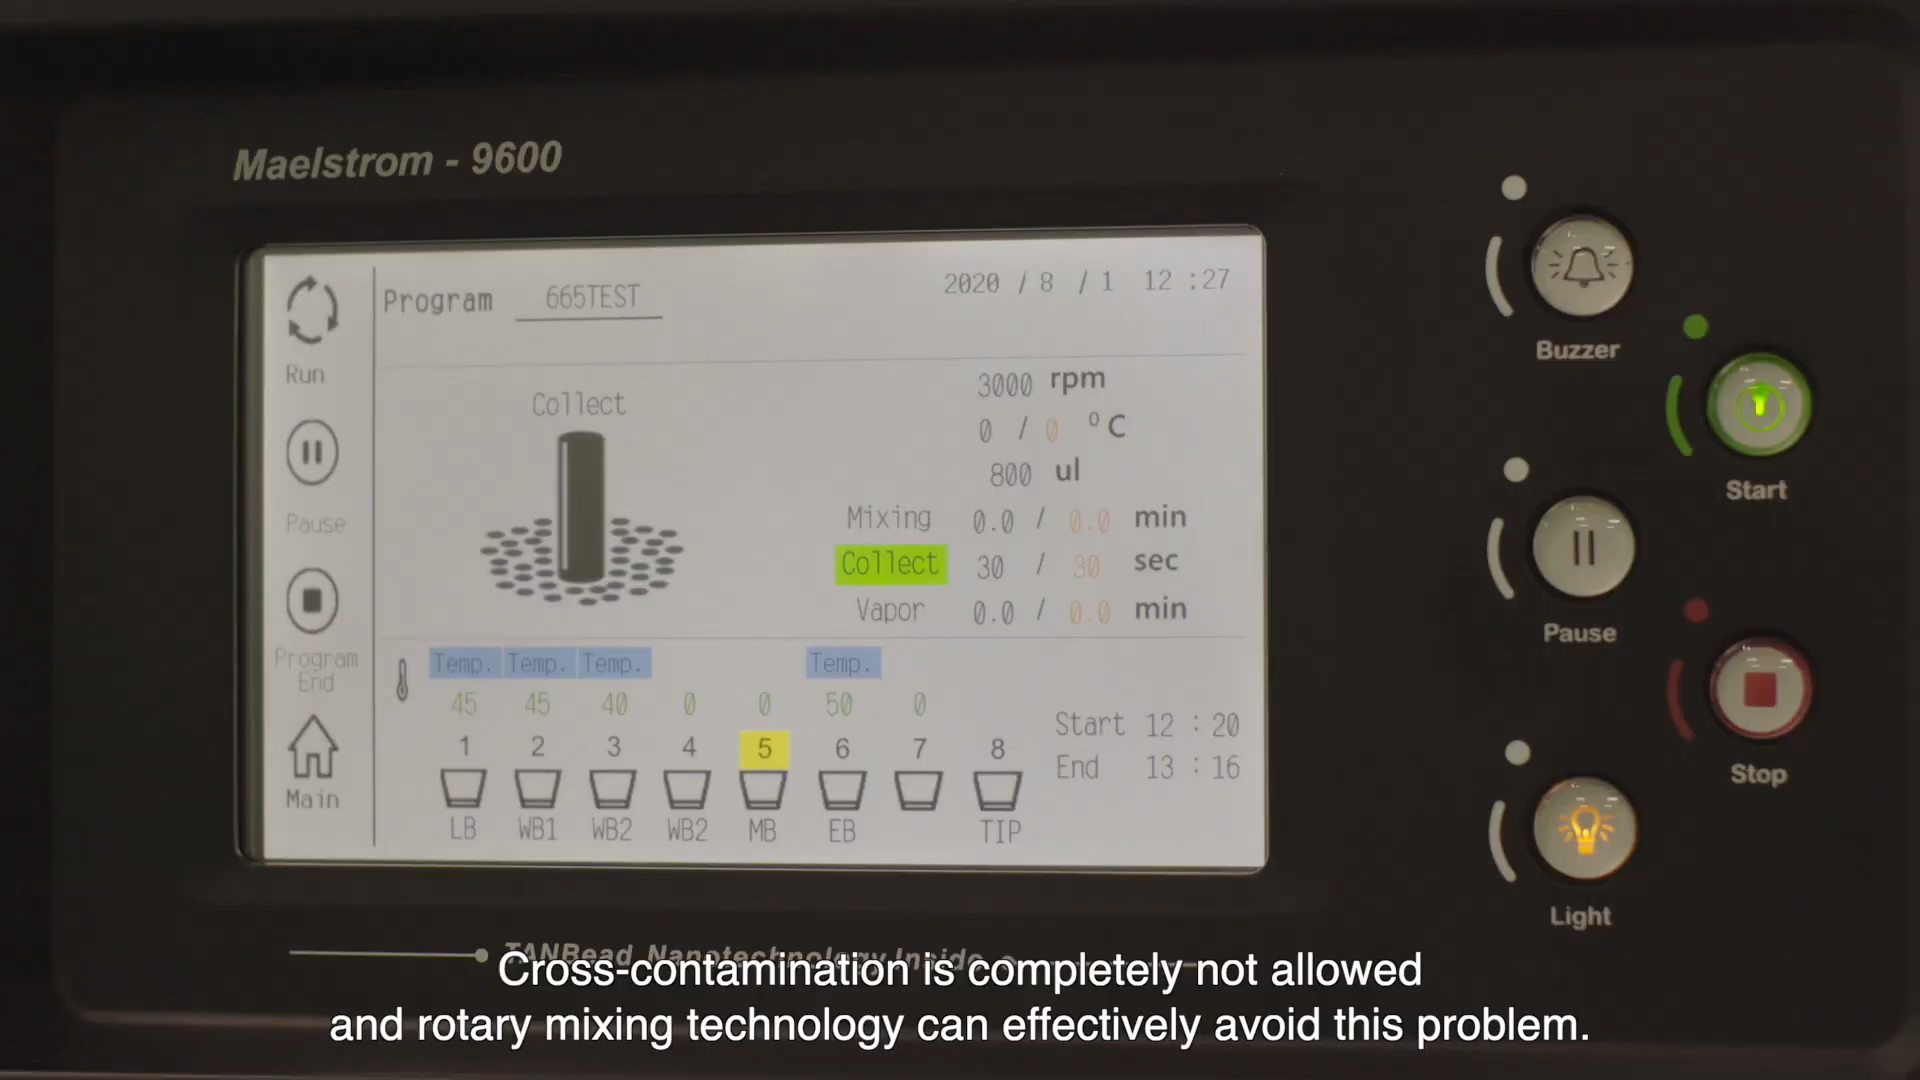 Maelstrom - 9600
Program 665TEST 2020 / 8 / 1 12 : 27
Run
Pause
Program
End
Main
Collect
3000 rpm
0 / 0 °C
800 ul
Mixing 0.0 / 0.0 min
Collect 30 / 30 sec
Vapor 0.0 / 0.0 min
Temp. Temp. Temp. Temp.
45 45 40 0 0 50 0
1 2 3 4 5 6 7 8
LB WB1 WB2 WB2 MB EB TIP
Start 12 : 20
End 13 : 16
Buzzer
Start
Pause
Stop
Light
TANBead Nanotechnology Inside
Cross-contamination is completely not allowed
and rotary mixing technology can effectively avoid this problem.